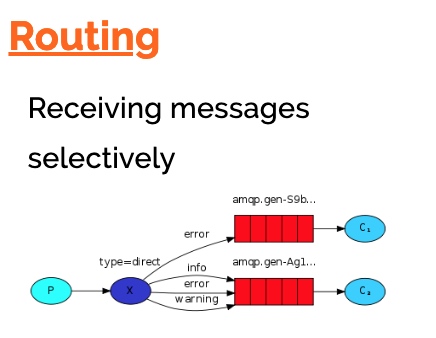 Routing
Receiving messages
selectively
amqp.gen-S9b...
error
C₁
type=direct
amqp.gen-Ag1...
info
P
X
error
C₂
warning